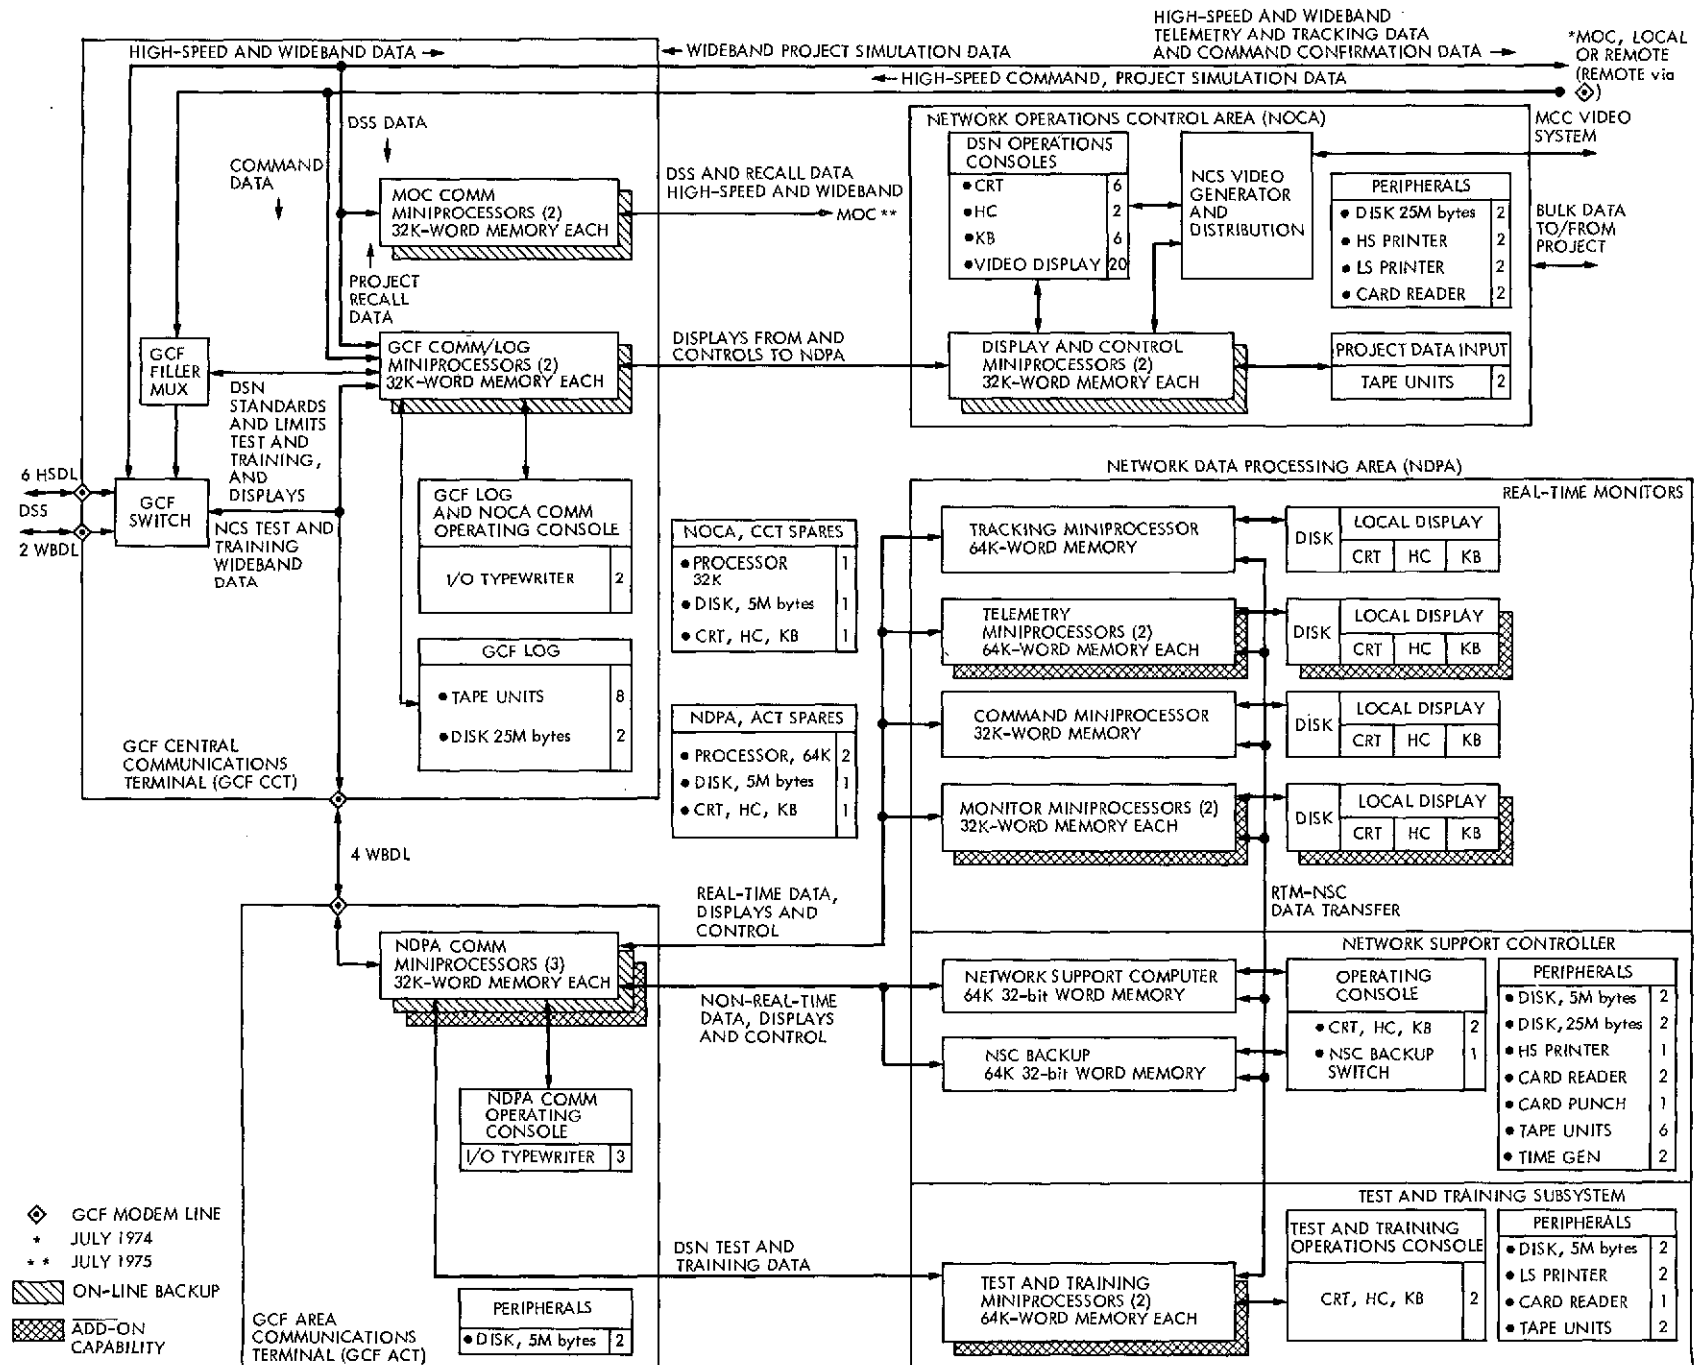 HIGH-SPEED AND WIDEBAND DATA
WIDEBAND PROJECT SIMULATION DATA
HIGH-SPEED AND WIDEBAND
TELEMETRY AND TRACKING DATA
AND COMMAND CONFIRMATION DATA
*MOC, LOCAL
OR REMOTE
(REMOTE via
)
HIGH-SPEED COMMAND, PROJECT SIMULATION DATA
DSS DATA
COMMAND
DATA
MOC COMM
MINIPROCESSORS (2)
32K-WORD MEMORY EACH
DSS AND RECALL DATA
HIGH-SPEED AND WIDEBAND
MOC **
PROJECT
RECALL
DATA
GCF
FILLER
MUX
GCF COMM/LOG
MINIPROCESSORS (2)
32K-WORD MEMORY EACH
DISPLAYS FROM AND
CONTROLS TO NDPA
DSN
STANDARDS
AND LIMITS
TEST AND
TRAINING,
AND
DISPLAYS
6 HSDL
DSS
2 WBDL
GCF
SWITCH
NCS TEST AND
TRAINING
WIDEBAND
DATA
GCF LOG
AND NOCA COMM
OPERATING CONSOLE
I/O TYPEWRITER 2
GCF LOG
• TAPE UNITS 8
• DISK 25M bytes 2
GCF CENTRAL
COMMUNICATIONS
TERMINAL (GCF CCT)
NETWORK OPERATIONS CONTROL AREA (NOCA)
DSN OPERATIONS
CONSOLES
• CRT 6
• HC 2
• KB 6
• VIDEO DISPLAY 20
NCS VIDEO
GENERATOR
AND
DISTRIBUTION
MCC VIDEO
SYSTEM
PERIPHERALS
• DISK 25M bytes 2
• HS PRINTER 2
• LS PRINTER 2
• CARD READER 2
BULK DATA
TO/FROM
PROJECT
DISPLAY AND CONTROL
MINIPROCESSORS (2)
32K-WORD MEMORY EACH
PROJECT DATA INPUT
TAPE UNITS 2
NOCA, CCT SPARES
• PROCESSOR 1
32K
• DISK, 5M bytes 1
• CRT, HC, KB 1
NDPA, ACT SPARES
• PROCESSOR, 64K 2
• DISK, 5M bytes 1
• CRT, HC, KB 1
NETWORK DATA PROCESSING AREA (NDPA)
REAL-TIME MONITORS
TRACKING MINIPROCESSOR
64K-WORD MEMORY
DISK
LOCAL DISPLAY
CRT HC KB
TELEMETRY
MINIPROCESSORS (2)
64K-WORD MEMORY EACH
DISK
LOCAL DISPLAY
CRT HC KB
COMMAND MINIPROCESSOR
32K-WORD MEMORY
DISK
LOCAL DISPLAY
CRT HC KB
MONITOR MINIPROCESSORS (2)
32K-WORD MEMORY EACH
DISK
LOCAL DISPLAY
CRT HC KB
4 WBDL
REAL-TIME DATA,
DISPLAYS AND
CONTROL
RTM-NSC
DATA TRANSFER
NDPA COMM
MINIPROCESSORS (3)
32K-WORD MEMORY EACH
NON-REAL-TIME
DATA, DISPLAYS
AND CONTROL
NDPA COMM
OPERATING
CONSOLE
I/O TYPEWRITER 3
NETWORK SUPPORT CONTROLLER
NETWORK SUPPORT COMPUTER
64K 32-bit WORD MEMORY
NSC BACKUP
64K 32-bit WORD MEMORY
OPERATING
CONSOLE
• CRT, HC, KB 2
• NSC BACKUP 1
SWITCH
PERIPHERALS
• DISK, 5M bytes 2
• DISK, 25M bytes 2
• HS PRINTER 1
• CARD READER 2
• CARD PUNCH 1
• TAPE UNITS 6
• TIME GEN 2
TEST AND TRAINING SUBSYSTEM
DSN TEST AND
TRAINING DATA
TEST AND TRAINING
MINIPROCESSORS (2)
64K-WORD MEMORY EACH
TEST AND TRAINING
OPERATIONS CONSOLE
CRT, HC, KB 2
PERIPHERALS
• DISK, 5M bytes 2
• LS PRINTER 2
• CARD READER 1
• TAPE UNITS 2
GCF MODEM LINE
* JULY 1974
** JULY 1975
ON-LINE BACKUP
ADD-ON
CAPABILITY
GCF AREA
COMMUNICATIONS
TERMINAL (GCF ACT)
PERIPHERALS
• DISK, 5M bytes 2